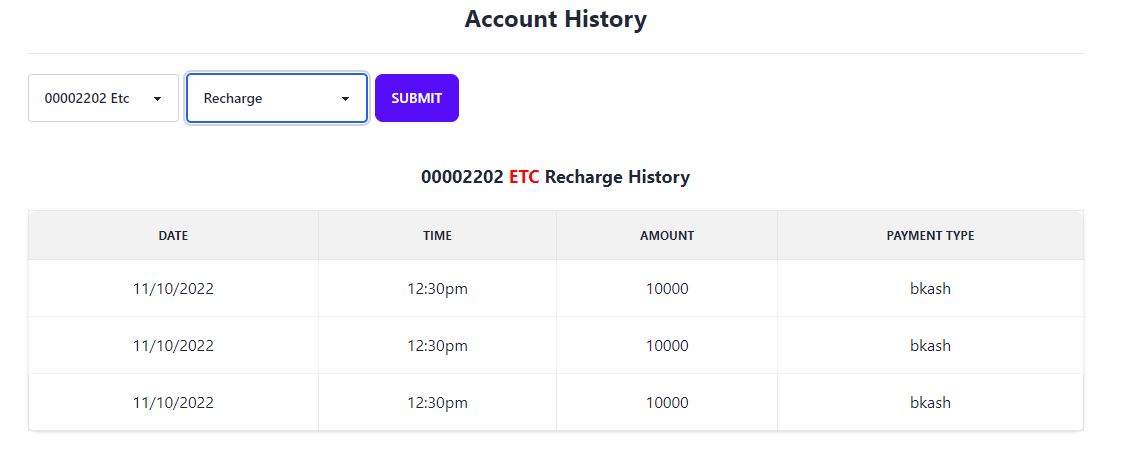 Account History
00002202 Etc Recharge SUBMIT
00002202 ETC Recharge History
DATE TIME AMOUNT PAYMENT TYPE
11/10/2022 12:30pm 10000 bkash
11/10/2022 12:30pm 10000 bkash
11/10/2022 12:30pm 10000 bkash